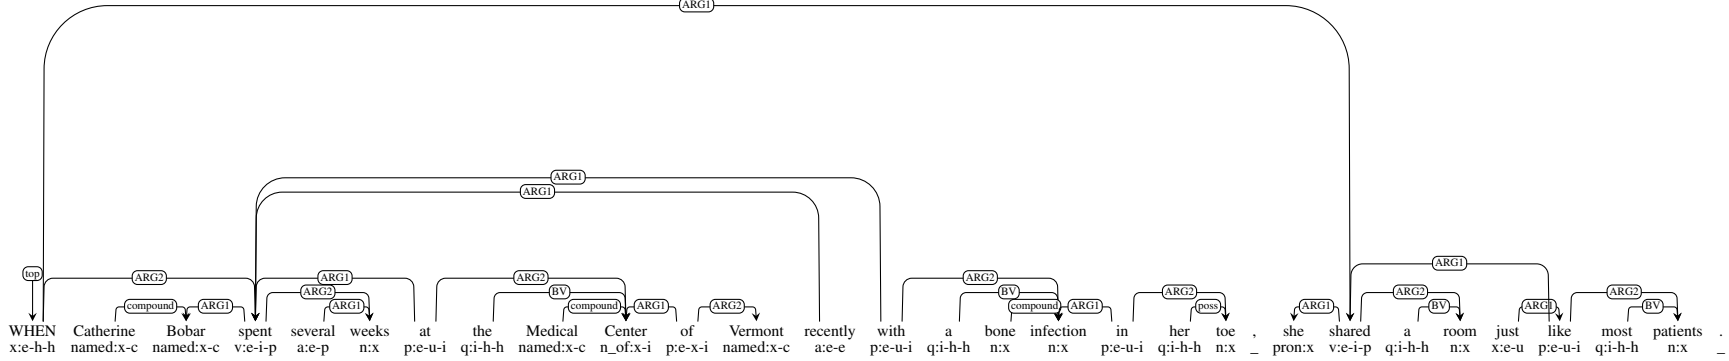 ARG1
ARG1
ARG1
ARG1
top ARG2 ARG1 ARG2 ARG2 ARG2
ARG2 BV BV ARG2 ARG2
compound ARG1 ARG1 compound ARG1 ARG2 compound ARG1 poss ARG1 BV ARG1 BV
WHEN Catherine Bobar spent several weeks at the Medical Center of Vermont recently with a bone infection in her toe , she shared a room just like most patients .
x:e-h-h named:x-c named:x-c v:e-i-p a:e-p n:x p:e-u-i q:i-h-h named:x-c n_of:x-i p:e-x-i named:x-c a:e-e p:e-u-i q:i-h-h n:x n:x p:e-u-i q:i-h-h n:x _ pron:x v:e-i-p q:i-h-h n:x x:e-u p:e-u-i q:i-h-h n:x _